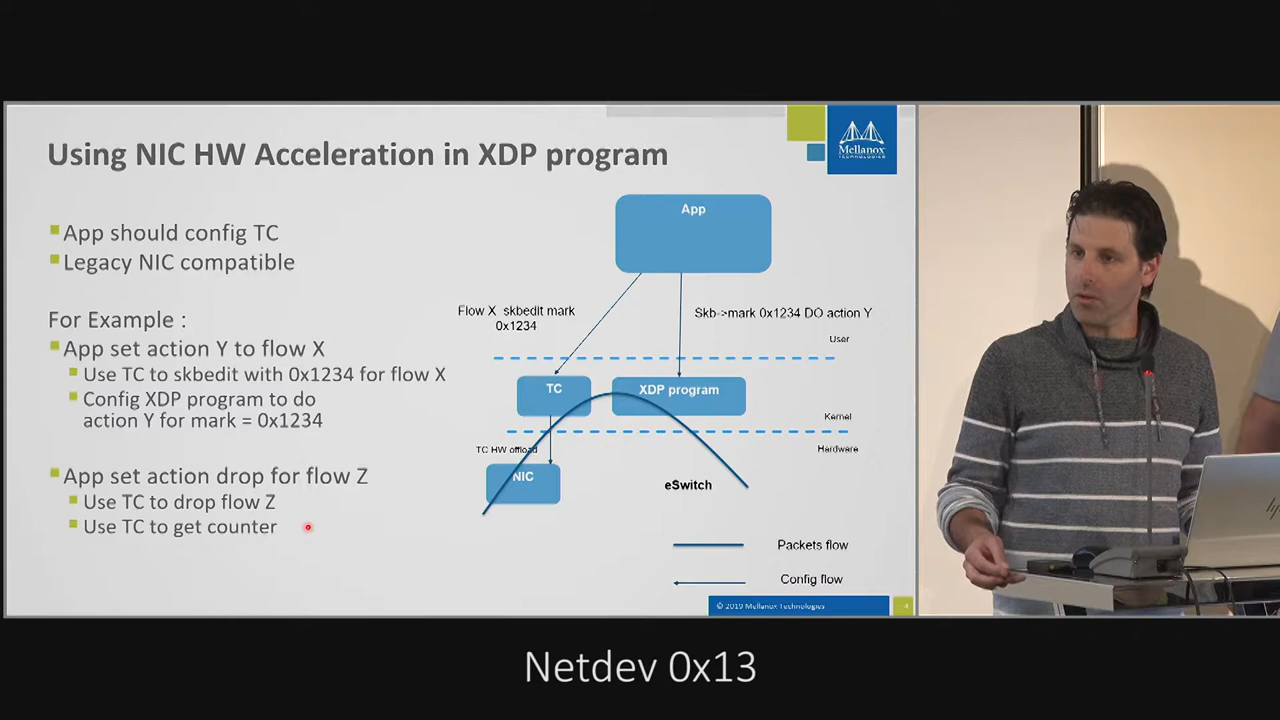 Using NIC HW Acceleration in XDP program
Mellanox
TECHNOLOGIES
App should config TC
Legacy NIC compatible
For Example :
App set action Y to flow X
Use TC to skbedit with 0x1234 for flow X
Config XDP program to do
action Y for mark = 0x1234
App set action drop for flow Z
Use TC to drop flow Z
Use TC to get counter
App
Flow X skbedit mark
0x1234
Skb->mark 0x1234 DO action Y
User
TC
XDP program
Kernel
TC HW offload
Hardware
NIC
eSwitch
Packets flow
Config flow
© 2019 Mellanox Technologies
4
Netdev 0x13